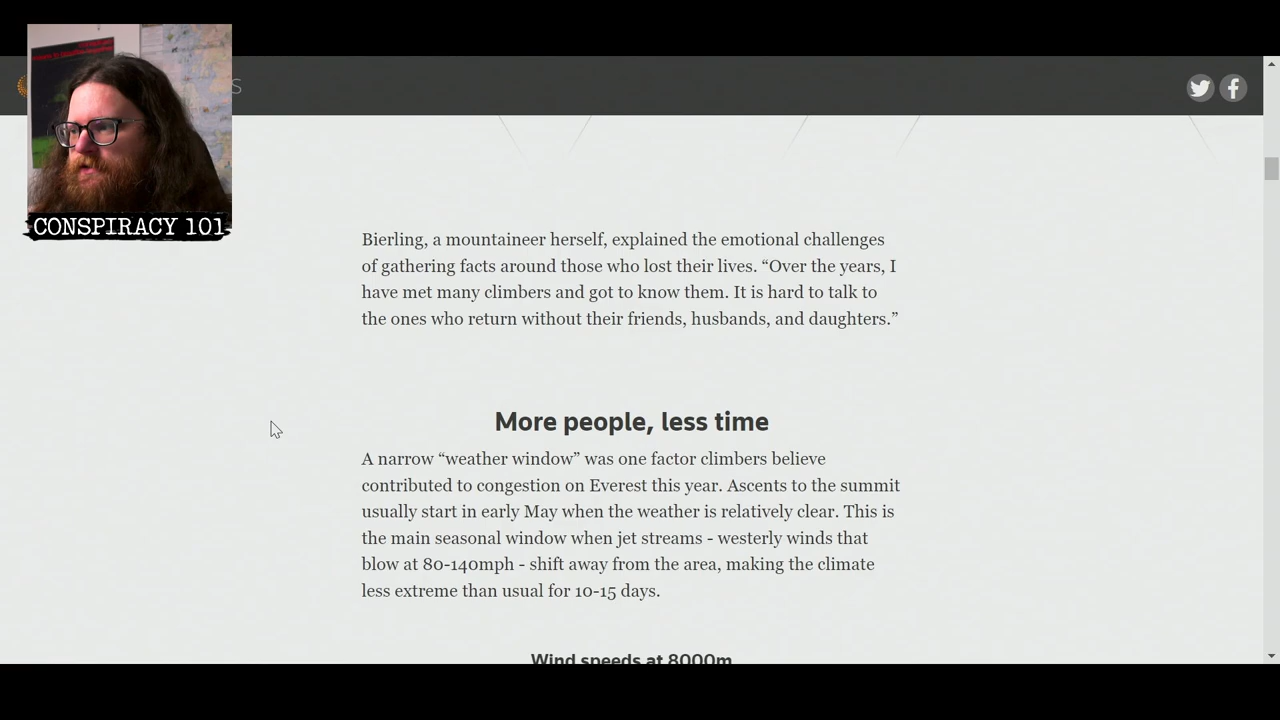 S
CONSPIRACY 101
Bierling, a mountaineer herself, explained the emotional challenges
of gathering facts around those who lost their lives. “Over the years, I
have met many climbers and got to know them. It is hard to talk to
the ones who return without their friends, husbands, and daughters.”
More people, less time
A narrow “weather window” was one factor climbers believe
contributed to congestion on Everest this year. Ascents to the summit
usually start in early May when the weather is relatively clear. This is
the main seasonal window when jet streams - westerly winds that
blow at 80-140mph - shift away from the area, making the climate
less extreme than usual for 10-15 days.
Wind speeds at 8000m